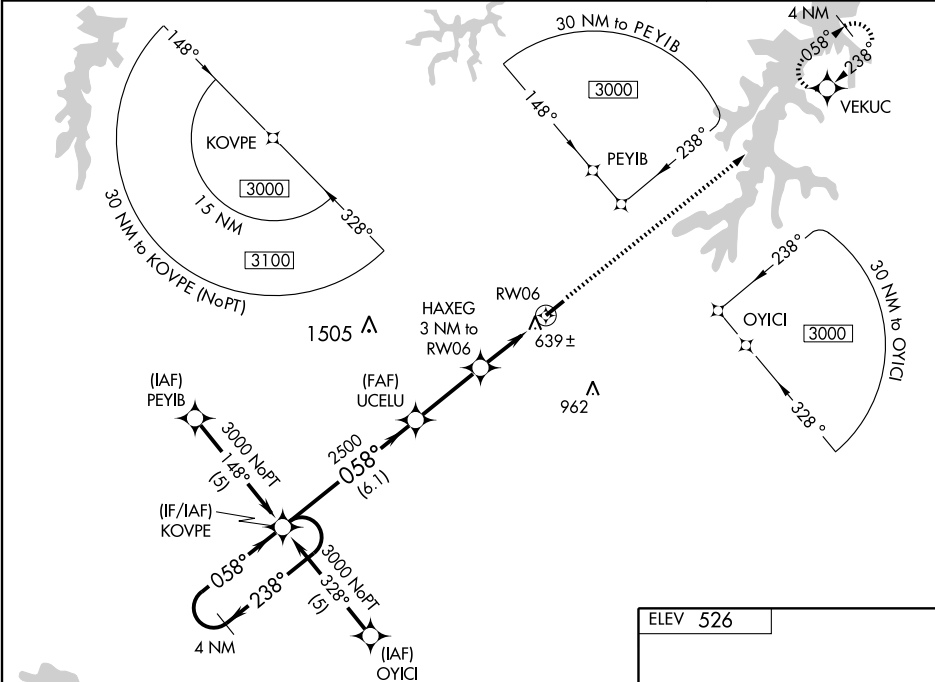 148°
KOVPE
3000
15 NM
328°
3100
30 NM to KOVPE (NoPT)
30 NM to PEYIB
3000
148°
238°
PEYIB
4 NM
058°
238°
VEKUC
238°
OYICI
3000
30 NM to OYICI
328°
1505
HAXEG
3 NM to
RW06
RW06
639±
962
(FAF)
UCELU
2500
058°
(6.1)
(IAF)
PEYIB
3000 NoPT
148°
(5)
(IF/IAF)
KOVPE
058°
238°
4 NM
3000 NoPT
328°
(5)
(IAF)
OYICI
ELEV 526